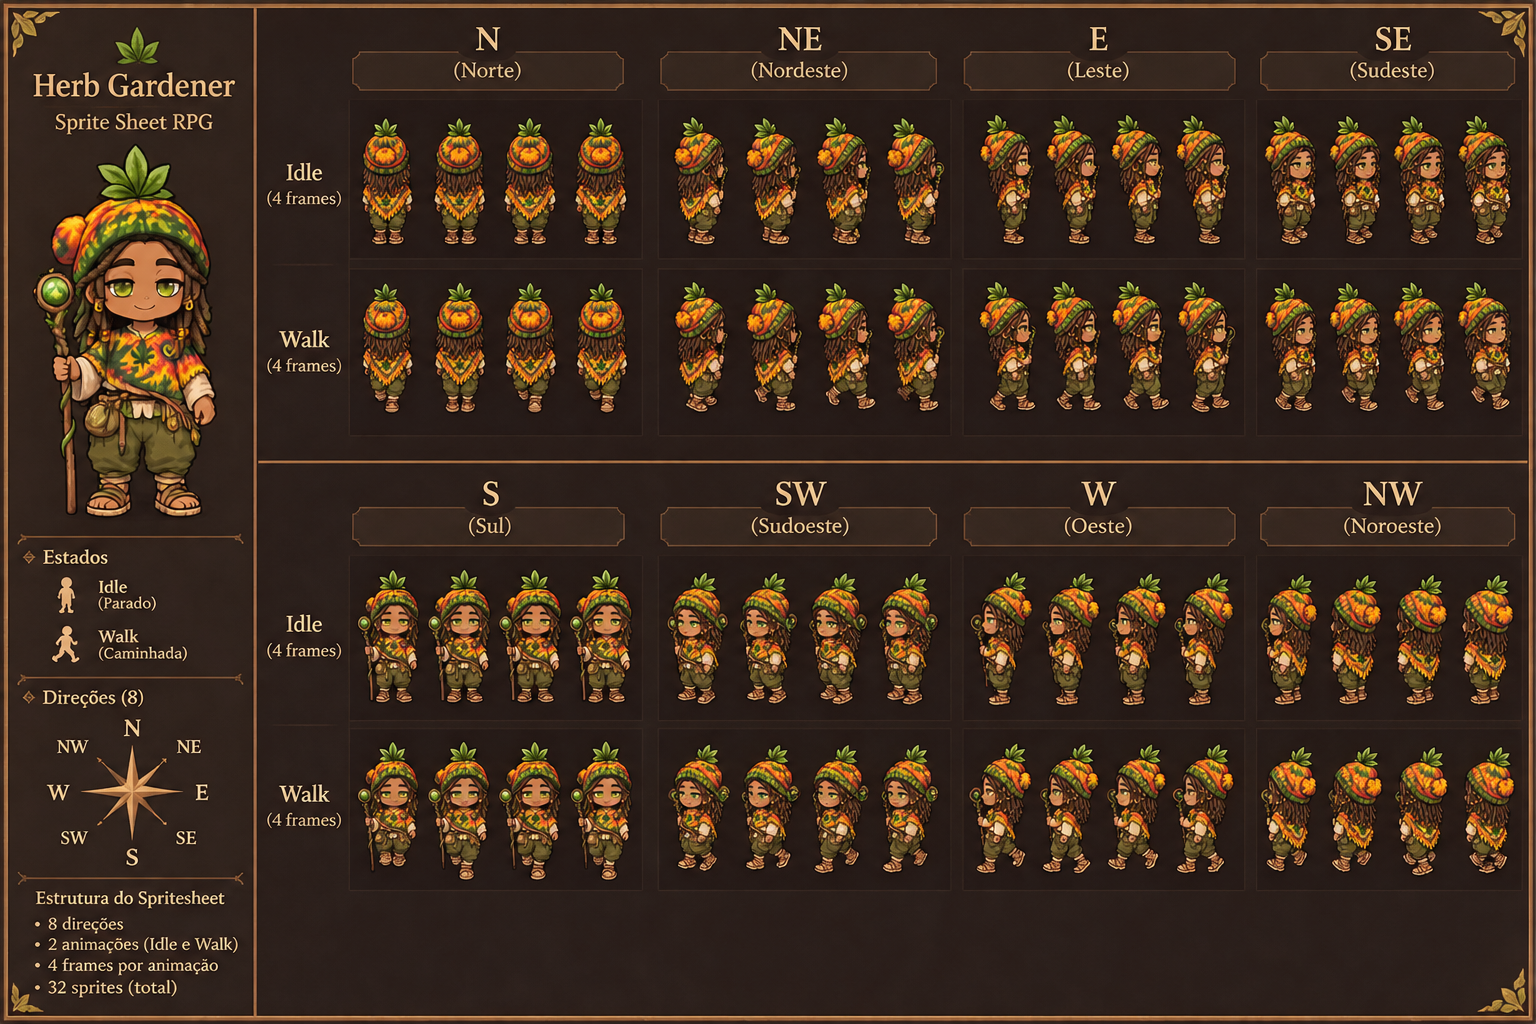 Herb Gardener
Sprite Sheet RPG
◈ Estados
Idle
(Parado)
Walk
(Caminhada)
◈ Direções (8)
N
NW
NE
W
E
SW
SE
S
Estrutura do Spritesheet
• 8 direções
• 2 animações (Idle e Walk)
• 4 frames por animação
• 32 sprites (total)
N
(Norte)
NE
(Nordeste)
E
(Leste)
SE
(Sudeste)
Idle
(4 frames)
Walk
(4 frames)
S
(Sul)
SW
(Sudoeste)
W
(Oeste)
NW
(Noroeste)
Idle
(4 frames)
Walk
(4 frames)